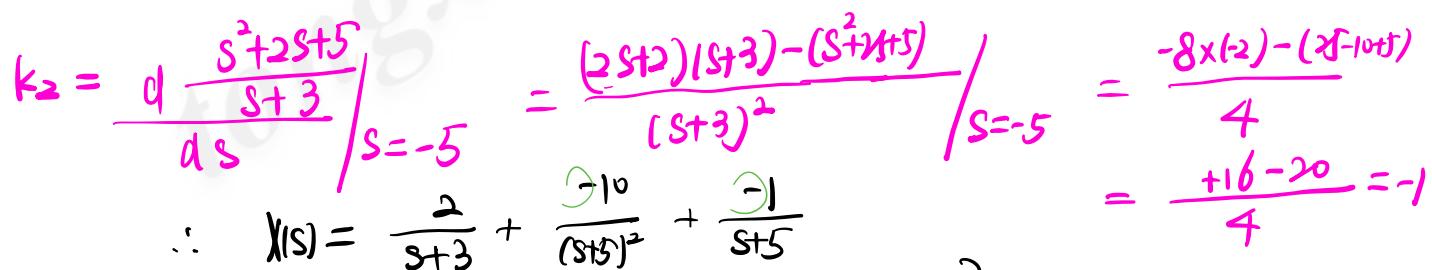 k₂ = d (s²+2s+5)/(s+3) / ds |s=-5 = ((2s+2)(s+3)-(s²+2s+5))/(s+3)² |s=-5 = (-8×(-2)-(25-10+5))/4
= (+16-20)/4 = -1
∴ X(s) = 2/(s+3) + -10/(s+5)² + -1/(s+5)